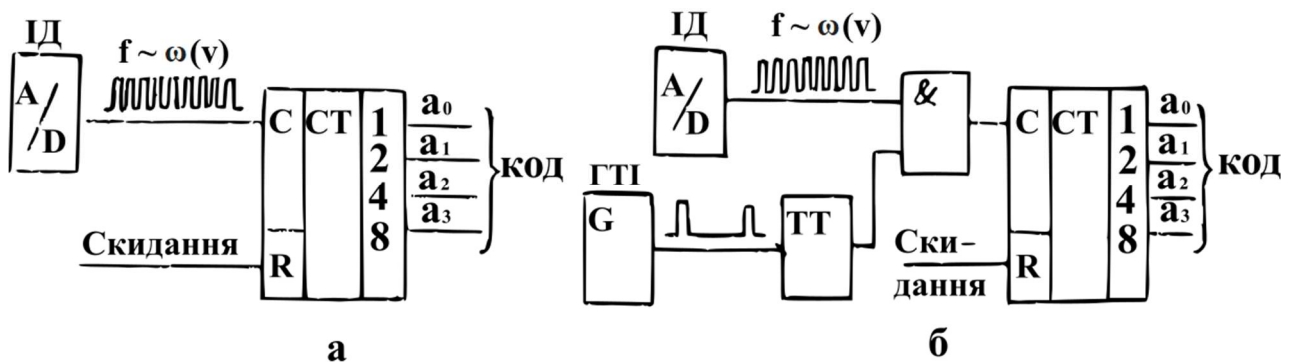 ІД
f ~ ω(v)
A/D
C
CT
1
2
4
8
a0
a1
a2
a3
код
Скидання
R
а
ІД
f ~ ω(v)
A/D
&
ГТІ
G
ТТ
C
CT
1
2
4
8
a0
a1
a2
a3
код
Ски-
дання
R
б